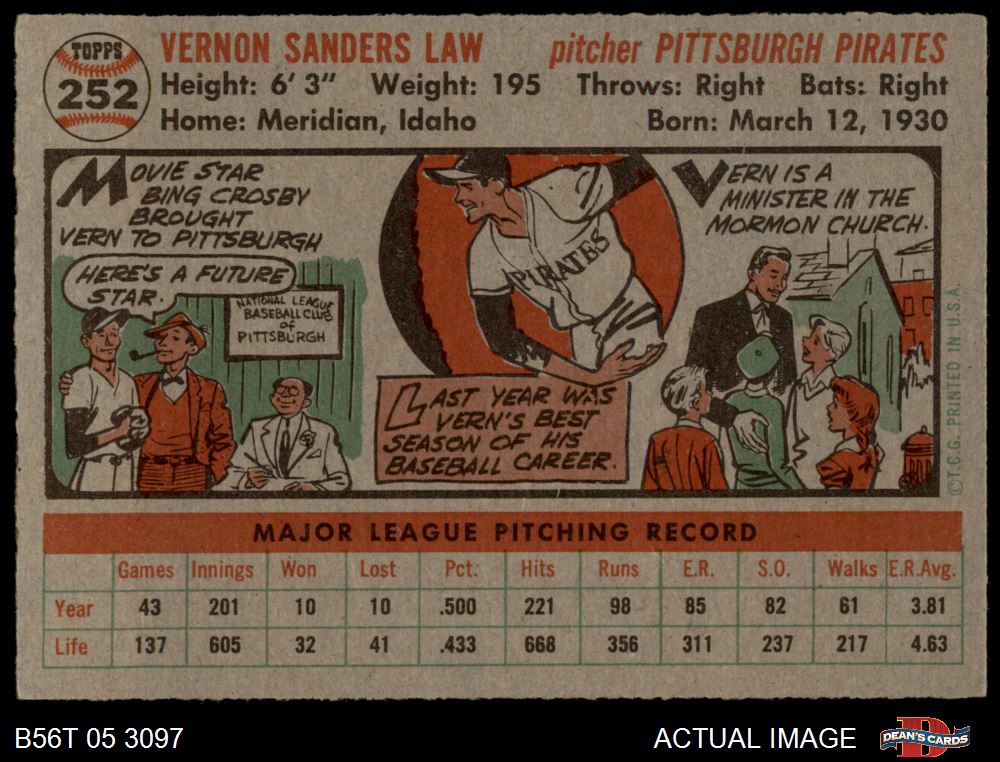 TOPPS
252
VERNON SANDERS LAW pitcher PITTSBURGH PIRATES
Height: 6' 3" Weight: 195 Throws: Right Bats: Right
Home: Meridian, Idaho Born: March 12, 1930
MOVIE STAR
BING CROSBY
BROUGHT
VERN TO PITTSBURGH
HERE'S A FUTURE
STAR.
NATIONAL LEAGUE
BASEBALL CLUB
of
PITTSBURGH
PIRATES
LAST YEAR WAS
VERN'S BEST
SEASON OF HIS
BASEBALL CAREER.
VERN IS A
MINISTER IN THE
MORMON CHURCH.
©T.C.G. PRINTED IN U.S.A.
MAJOR LEAGUE PITCHING RECORD
Games Innings Won Lost Pct. Hits Runs E.R. S.O. Walks E.R.Avg.
Year 43 201 10 10 .500 221 98 85 82 61 3.81
Life 137 605 32 41 .433 668 356 311 237 217 4.63
B56T 05 3097 ACTUAL IMAGE
DEAN'S CARDS